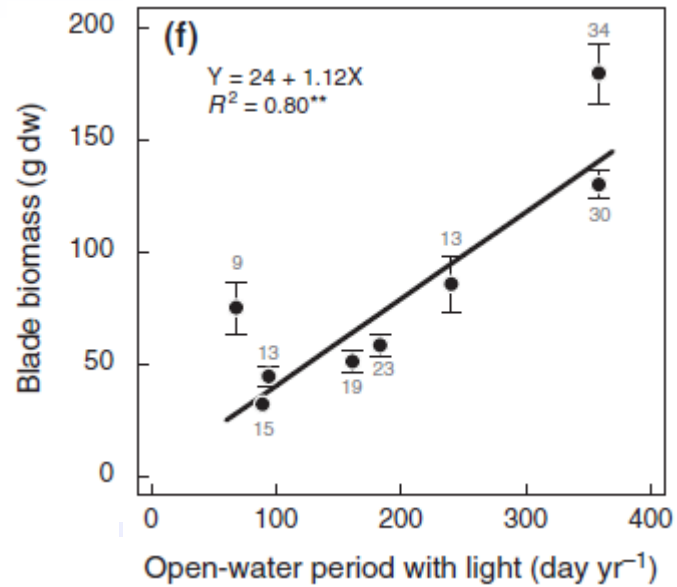 (f)
Y = 24 + 1.12X
R² = 0.80**
Blade biomass (g dw)
200
150
100
50
0
34
30
13
9
13
15
19
23
0 100 200 300 400
Open-water period with light (day yr⁻¹)